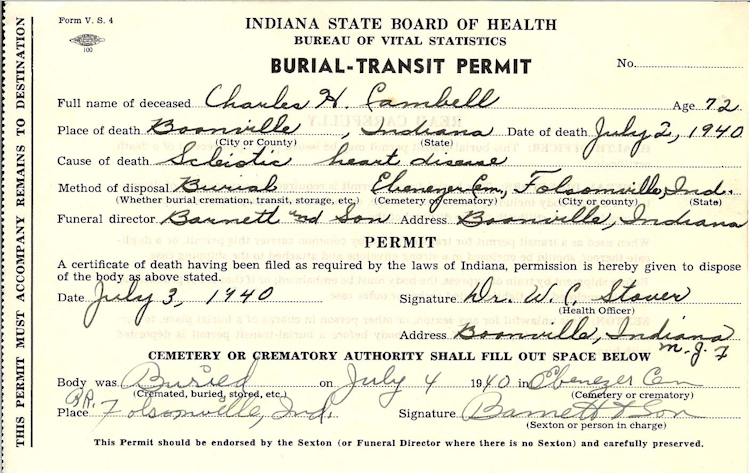 Form V. S. 4
100
INDIANA STATE BOARD OF HEALTH
BUREAU OF VITAL STATISTICS
BURIAL-TRANSIT PERMIT
No.
Full name of deceased Charles H. Cambell Age 72
Place of death Boonville, Indiana Date of death July 2, 1940
(City or County) (State)
Cause of death Scleiotic heart disease
Method of disposal Burial Ebenezer Cem., Folsomville, Ind.
(Whether burial cremation, transit, storage, etc.) (Cemetery or crematory) (City or county) (State)
Funeral director Barnett and Son Address Boonville, Indiana
PERMIT
A certificate of death having been filed as required by the laws of Indiana, permission is hereby given to dispose
of the body as above stated.
Date July 3, 1940 Signature Dr. W. C. Stover
(Health Officer)
Address Boonville, Indiana
m. g. F
CEMETERY OR CREMATORY AUTHORITY SHALL FILL OUT SPACE BELOW
Body was Buried on July 4 1940 in Ebenezer Cem
(Cremated, buried, stored, etc.) (Cemetery or crematory)
BR.
Place Folsomville, Ind. Signature Barnett & Son
(Sexton or person in charge)
This Permit should be endorsed by the Sexton (or Funeral Director where there is no Sexton) and carefully preserved.
THIS PERMIT MUST ACCOMPANY REMAINS TO DESTINATION